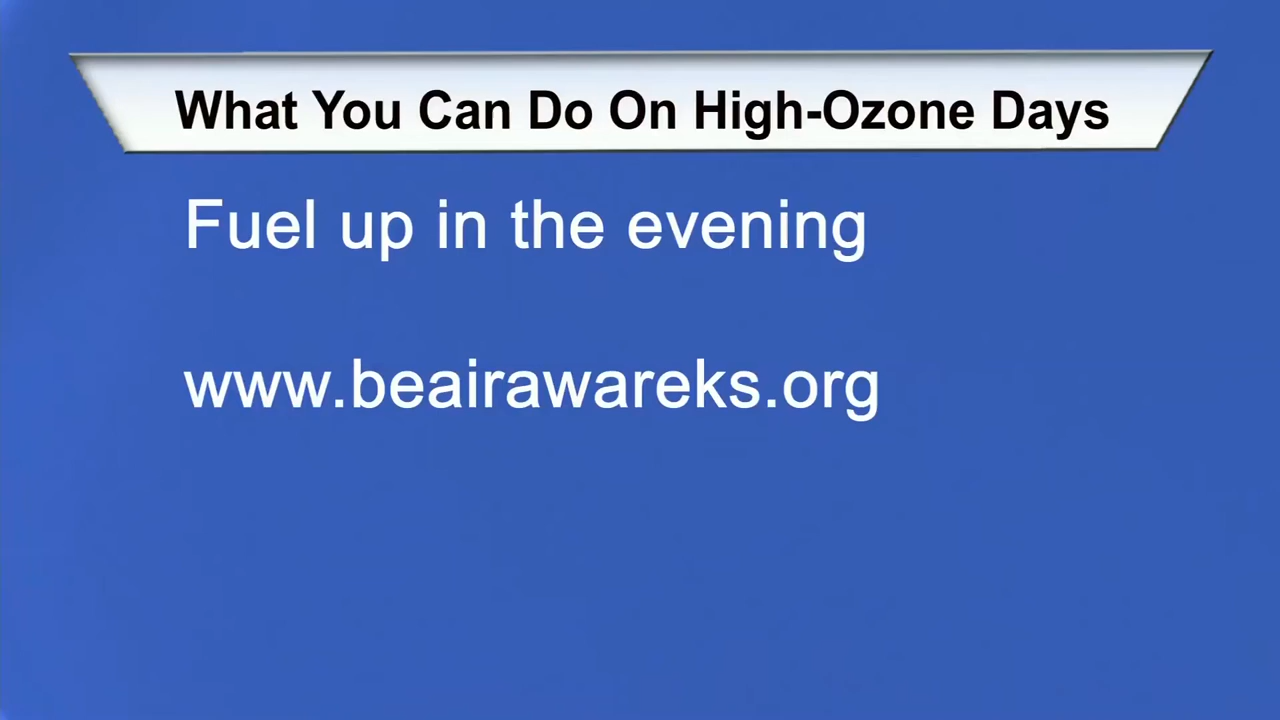 What You Can Do On High-Ozone Days
Fuel up in the evening
www.beairawareks.org